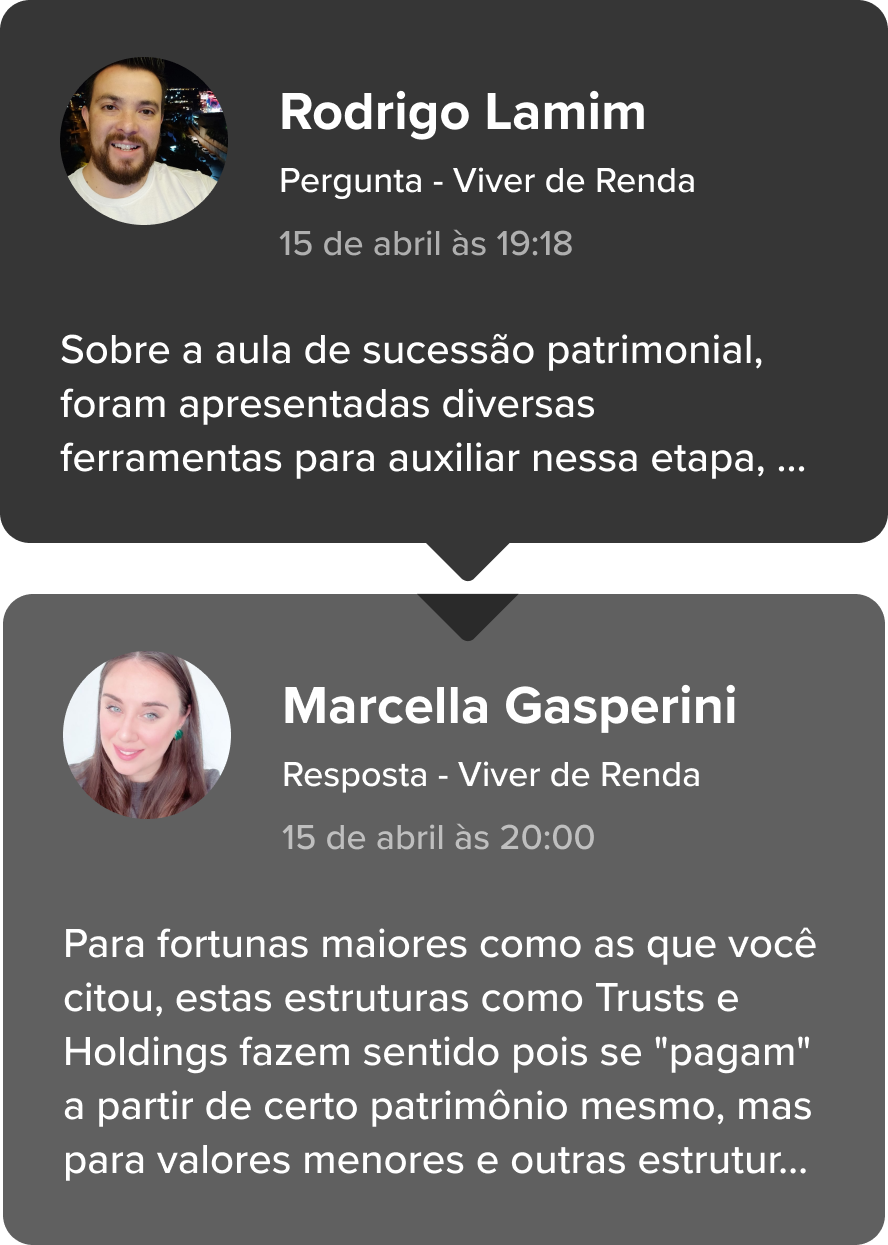 Rodrigo Lamim
Pergunta - Viver de Renda
15 de abril às 19:18
Sobre a aula de sucessão patrimonial,
foram apresentadas diversas
ferramentas para auxiliar nessa etapa, ...
Marcella Gasperini
Resposta - Viver de Renda
15 de abril às 20:00
Para fortunas maiores como as que você
citou, estas estruturas como Trusts e
Holdings fazem sentido pois se "pagam"
a partir de certo patrimônio mesmo, mas
para valores menores e outras estrutur...